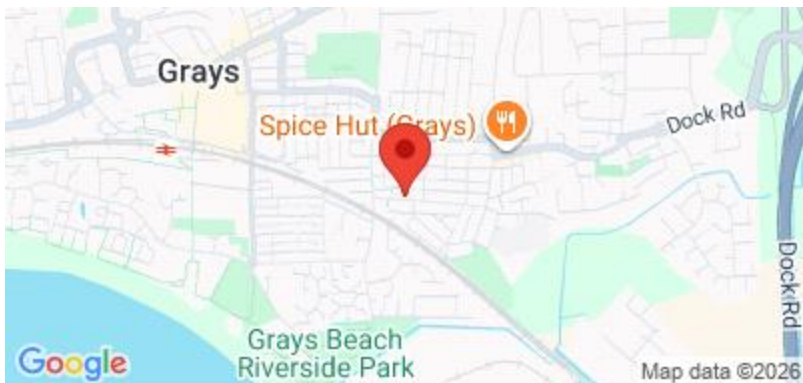 Grays
Spice Hut (Grays)
Dock Rd
Dock Rd
Grays Beach
Riverside Park
Google
Map data ©2026